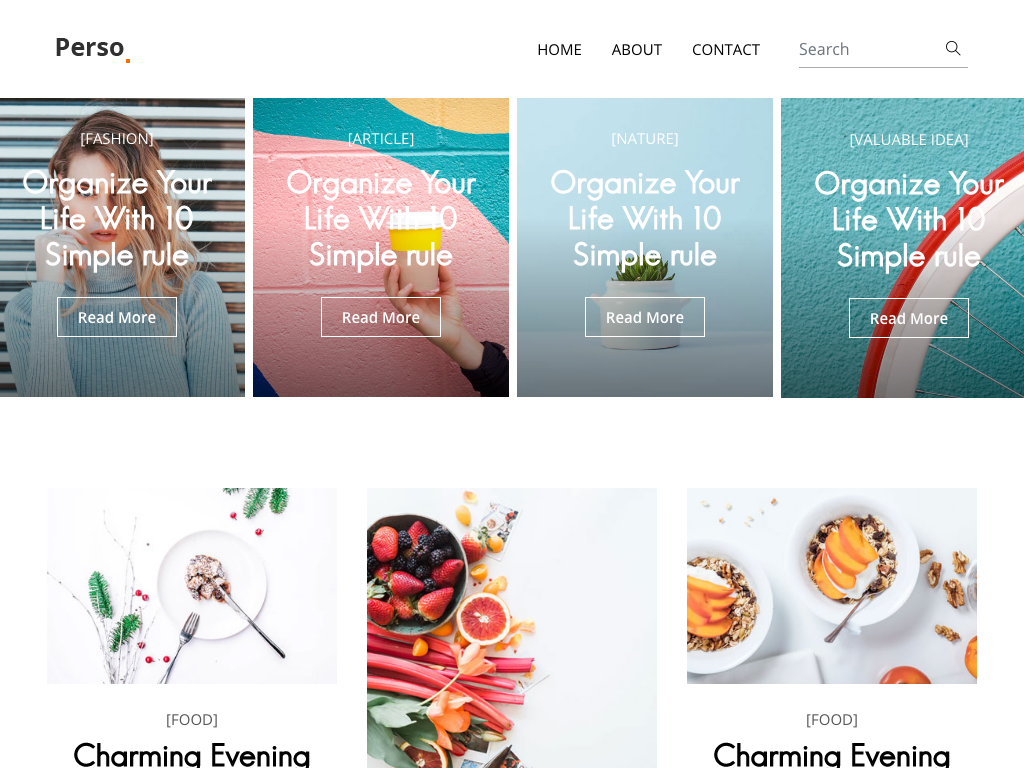 Perso.
HOME
ABOUT
CONTACT
Search
[FASHION]
Organize Your
Life With 10
Simple rule
Read More
[ARTICLE]
Organize Your
Life With 10
Simple rule
Read More
[NATURE]
Organize Your
Life With 10
Simple rule
Read More
[VALUABLE IDEA]
Organize Your
Life With 10
Simple rule
Read More
[FOOD]
Charming Evening
[FOOD]
Charming Evening